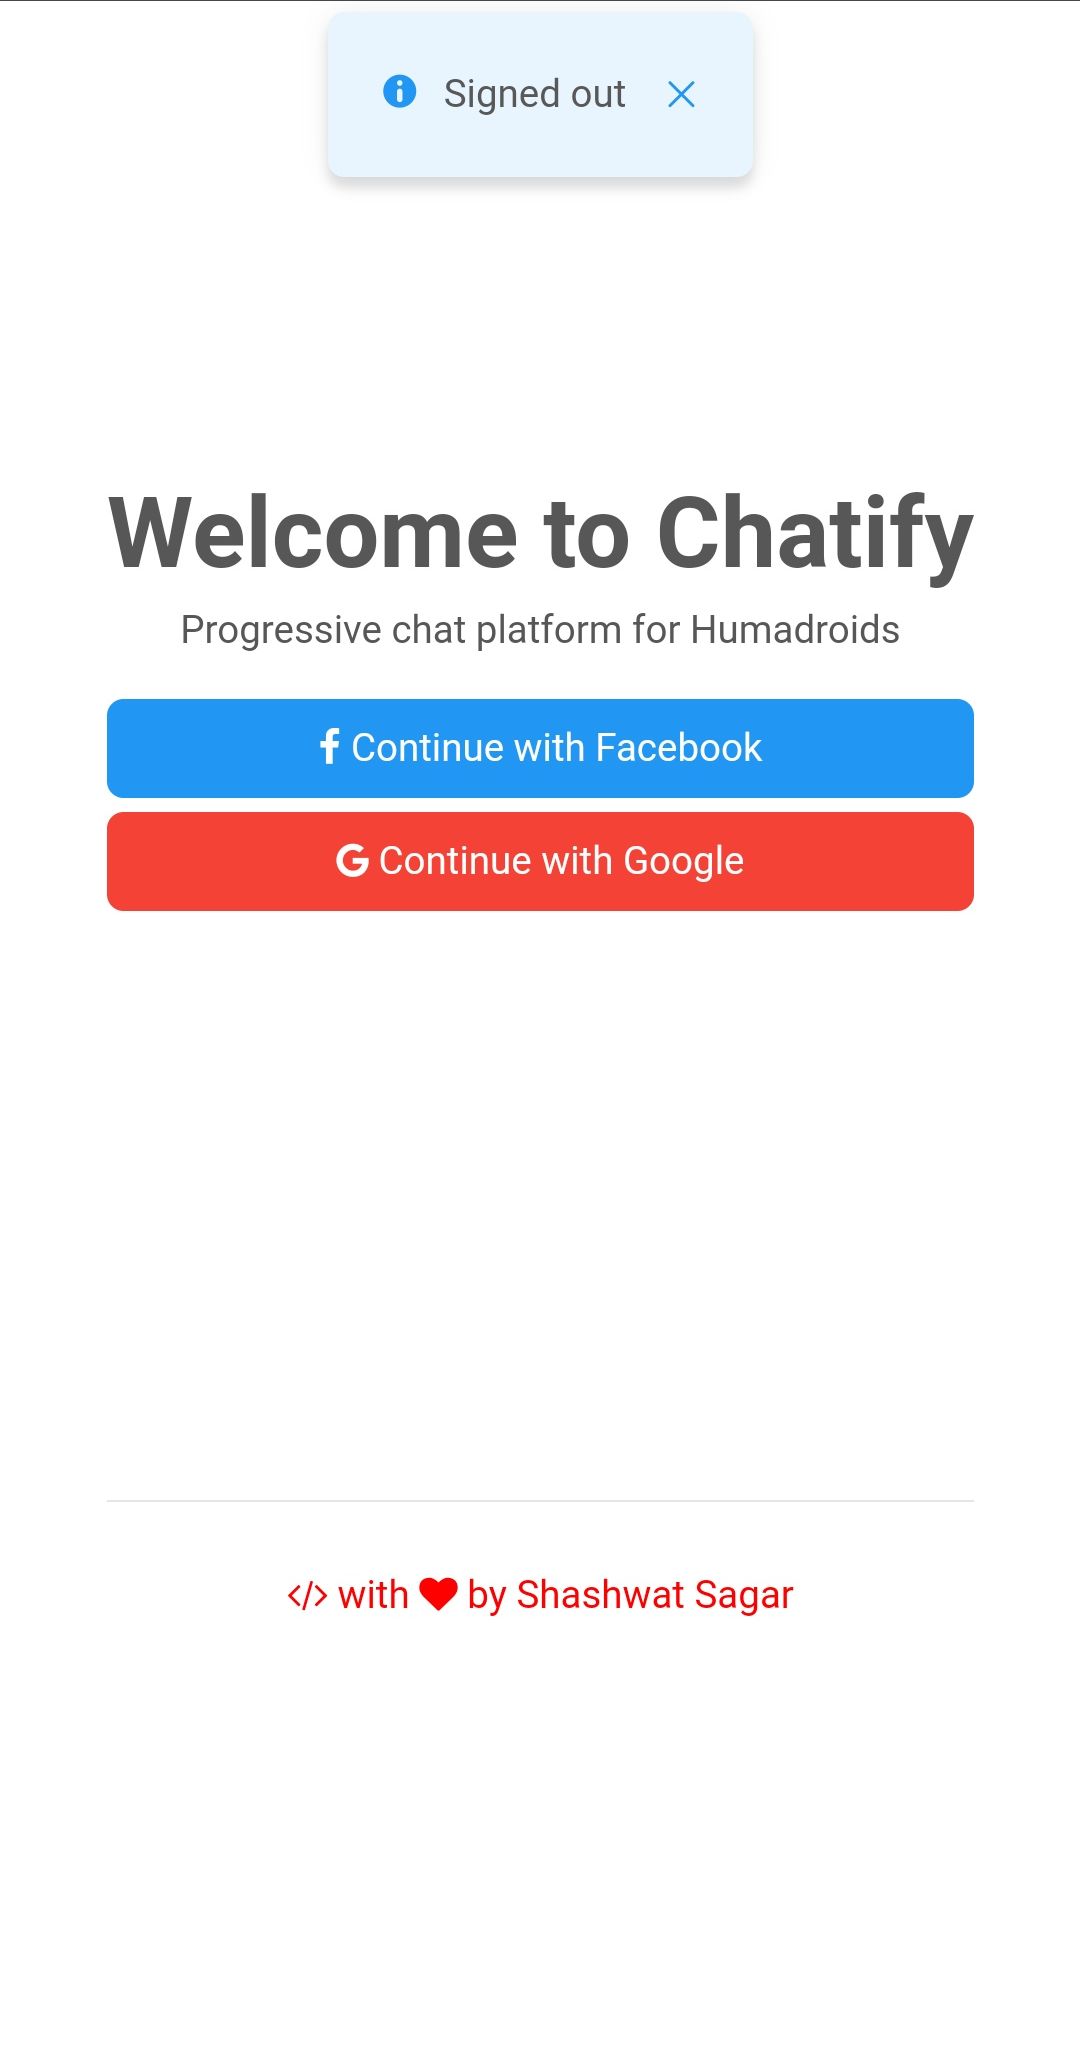 Signed out
Welcome to Chatify
Progressive chat platform for Humadroids
Continue with Facebook
Continue with Google
</> with ❤ by Shashwat Sagar